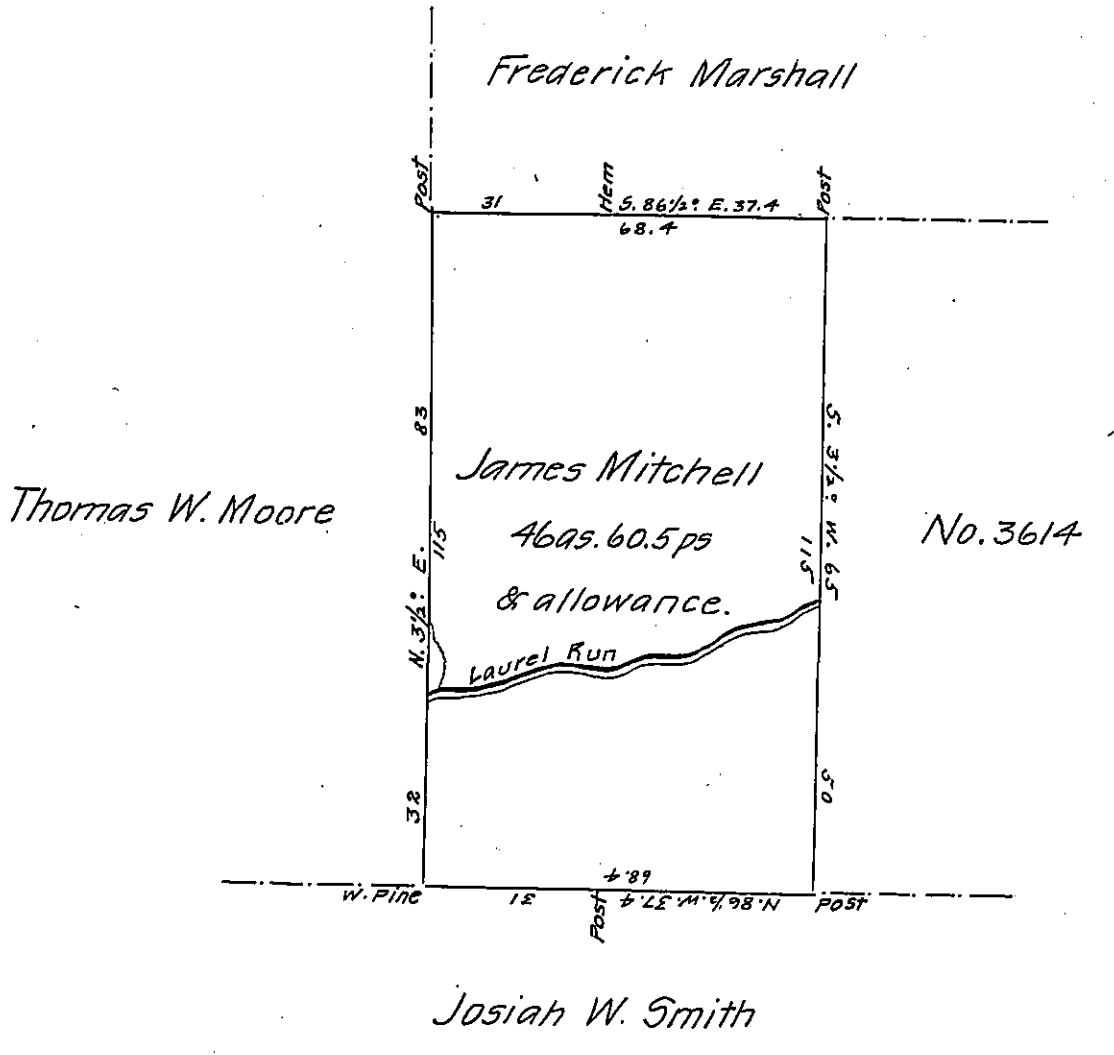 Frederick Marshall
Post
Hem
Post
31
S. 86½° E. 37.4
68.4
83
S. 3½° W. 65
James Mitchell
Thomas W. Moore
46as. 60.5 ps
No. 3614
N. 3½° E.
115
115
& allowance.
Laurel Run
32
50
68.4
W. Pine
31
Post
N. 86½ W. 37.4
Post
Josiah W. Smith